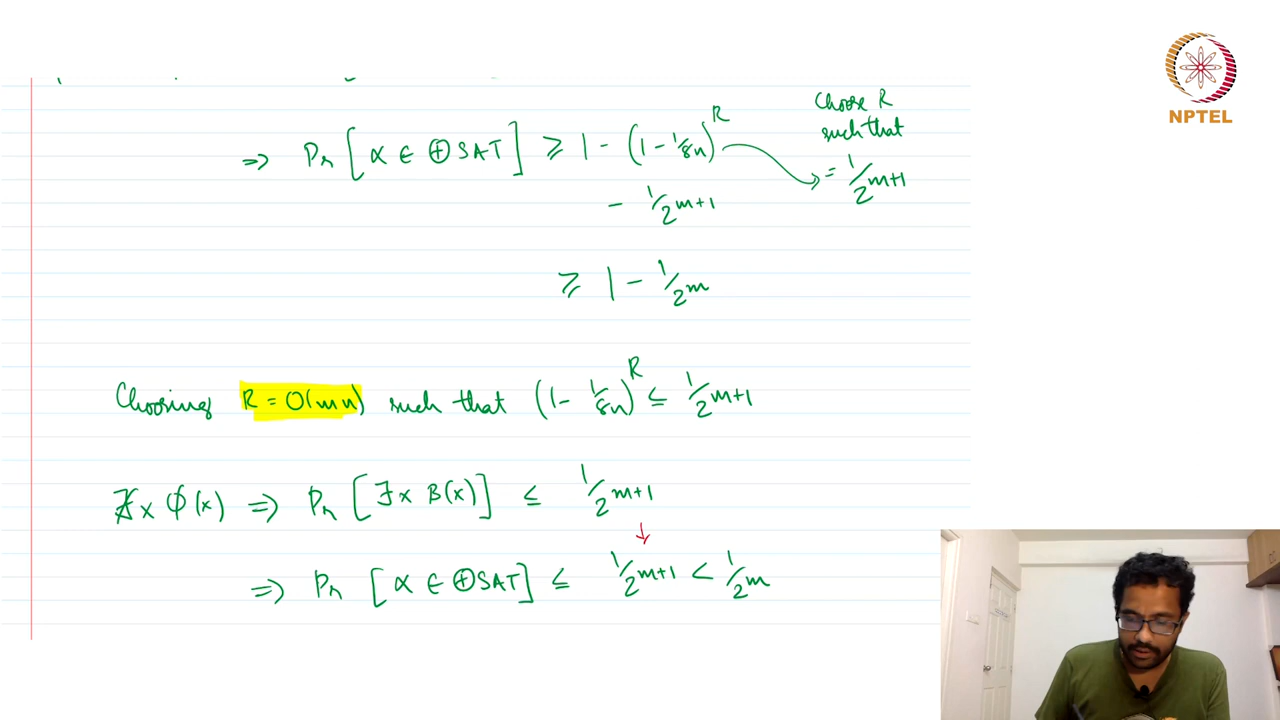 NPTEL
Choose R
such that
= 1/2^{m+1}
⇒ Pr [ α ∈ ⊕ SAT ] ≥ 1 - (1 - 1/8n)^R
- 1/2^{m+1}
≥ 1 - 1/2^m
Choosing R = O(mn) such that (1 - 1/8n)^R ≤ 1/2^{m+1}
∄x ϕ(x) ⇒ Pr [ ∃x B(x) ] ≤ 1/2^{m+1}
↓
⇒ Pr [ α ∈ ⊕SAT ] ≤ 1/2^{m+1} < 1/2^m